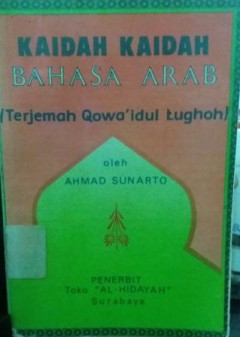 KAIDAH KAIDAH
BAHASA ARAB
(Terjemah Qowa'idul Lughoh)
oleh
AHMAD SUNARTO
PENERBIT
Toko "AL-HIDAYAH"
Surabaya